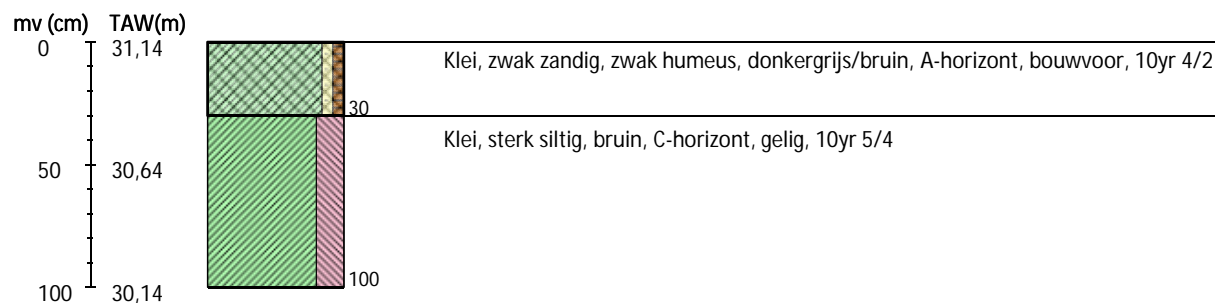 mv (cm) TAW(m)
0 31,14
Klei, zwak zandig, zwak humeus, donkergrijs/bruin, A-horizont, bouwvoor, 10yr 4/2
30
Klei, sterk siltig, bruin, C-horizont, gelig, 10yr 5/4
50 30,64
100
100 30,14